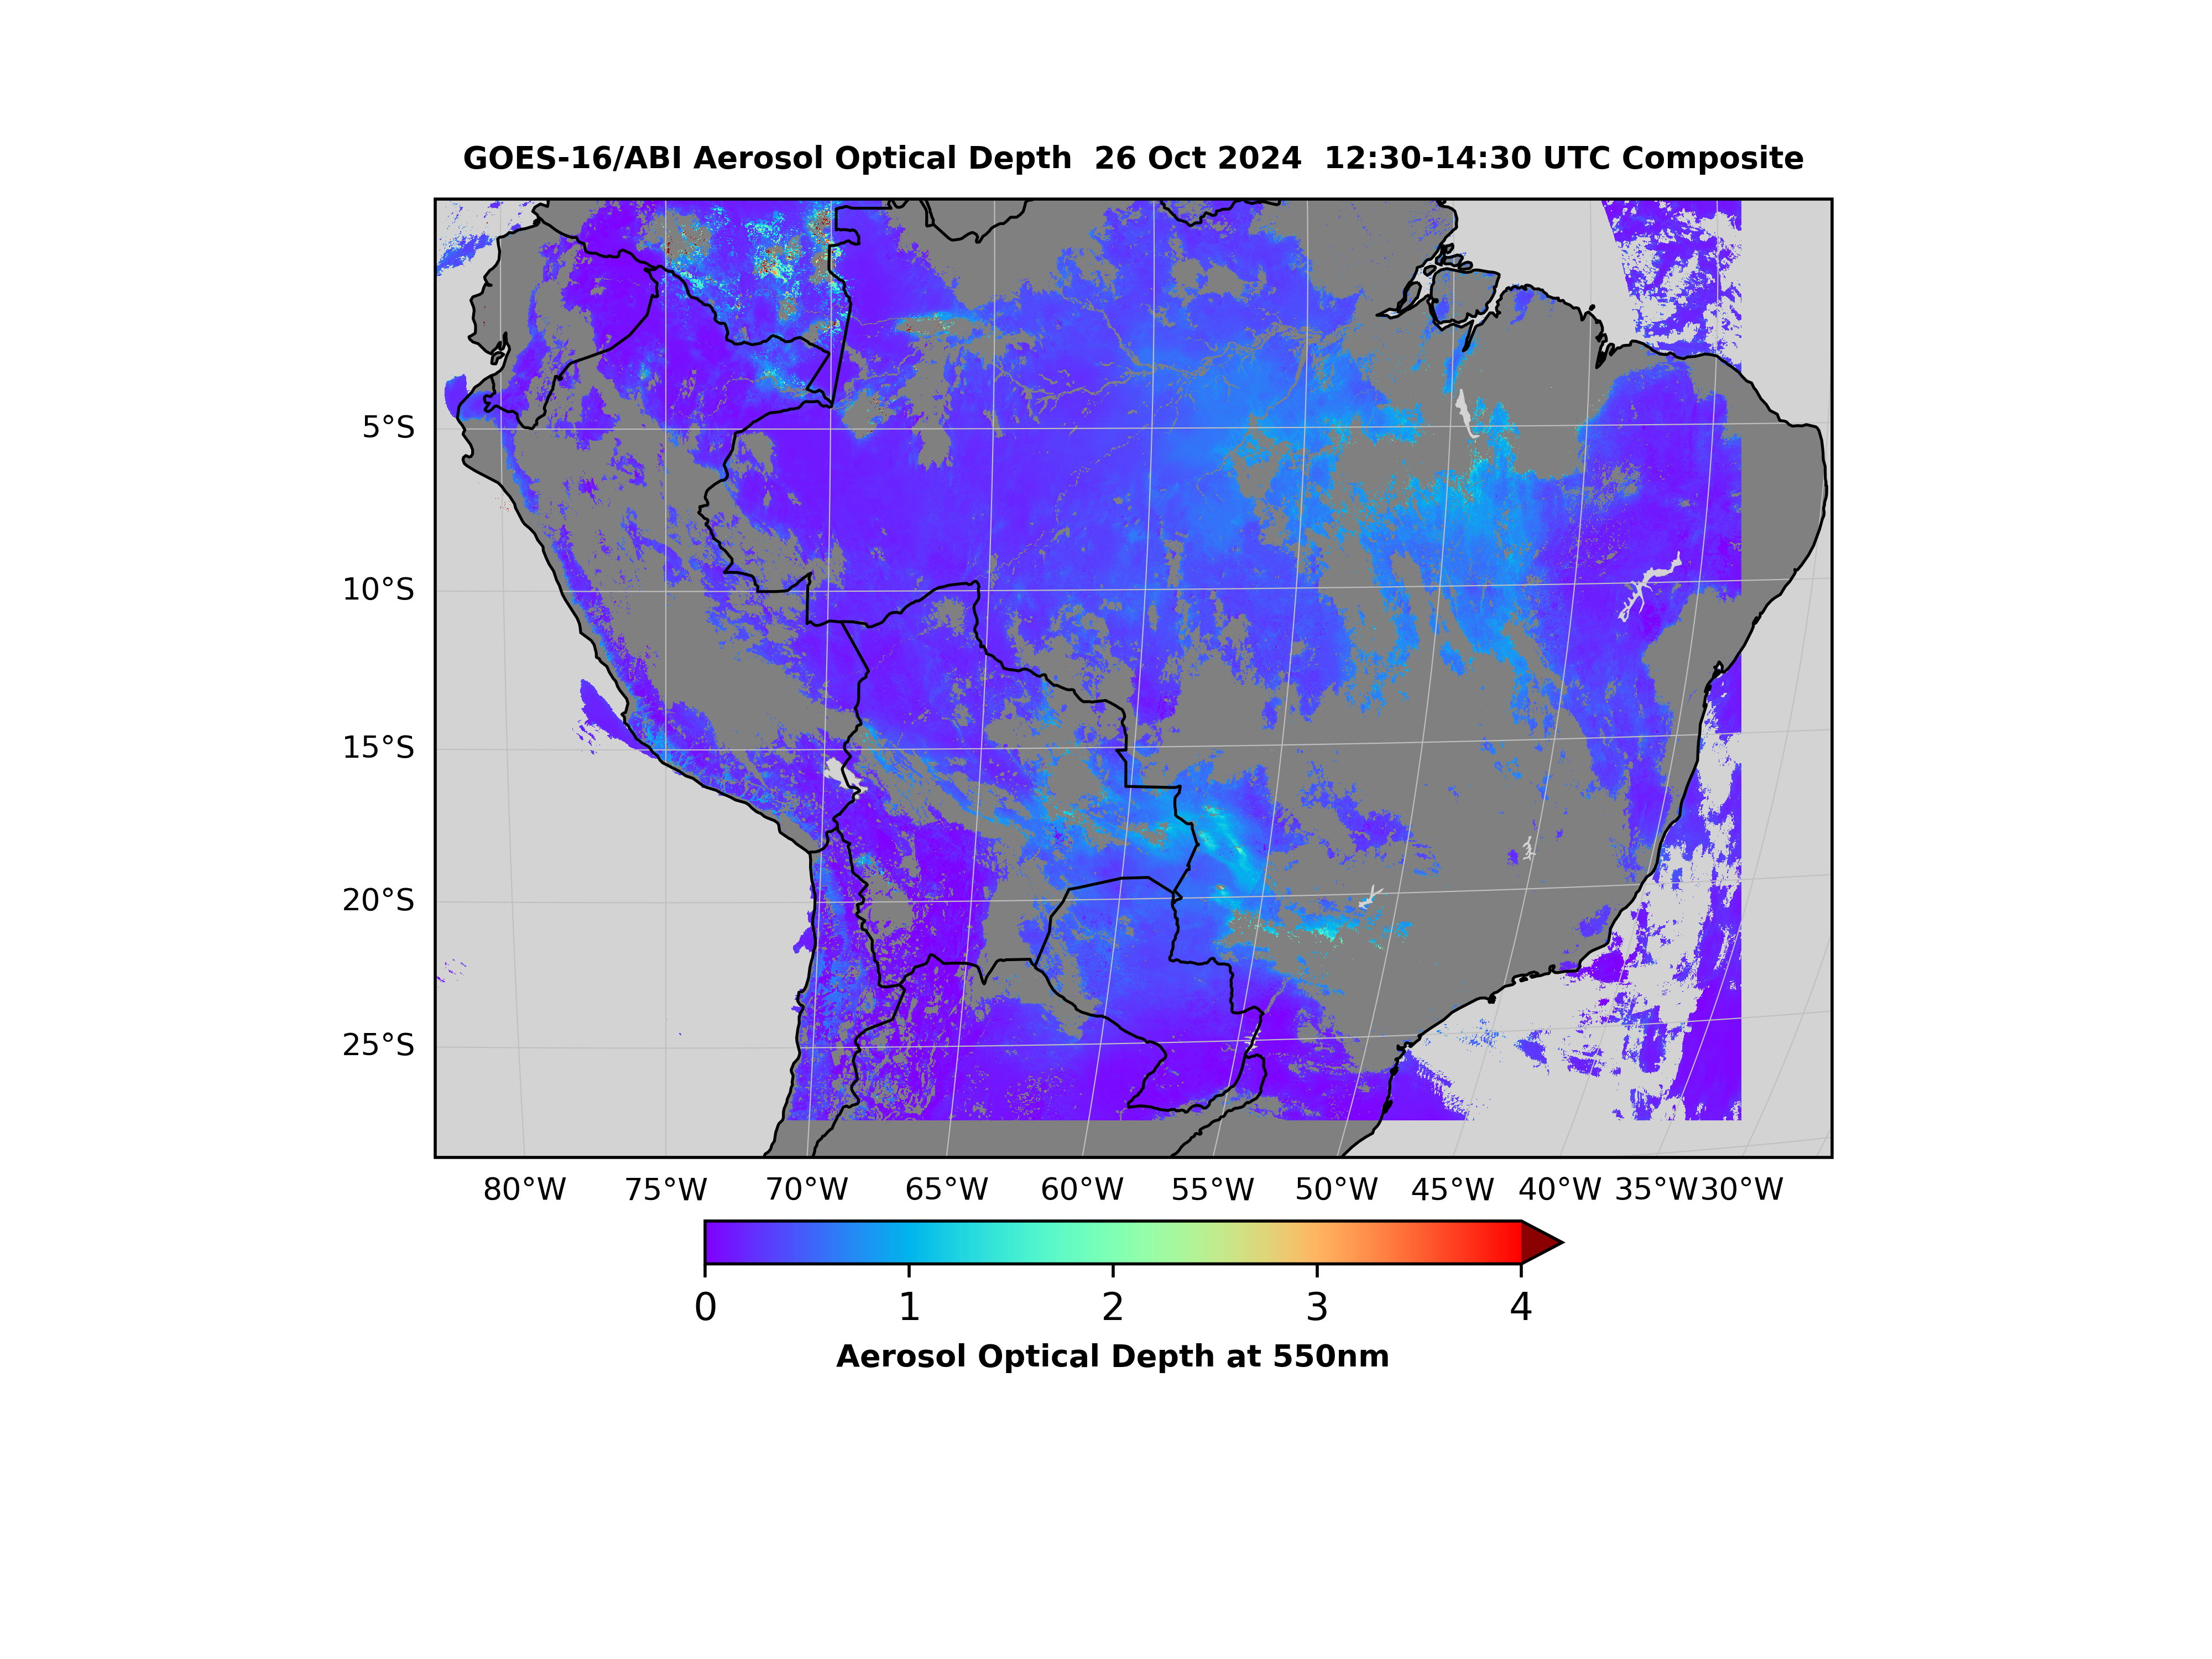 GOES-16/ABI Aerosol Optical Depth  26 Oct 2024  12:30-14:30 UTC Composite
5°S
10°S
15°S
20°S
25°S
80°W 75°W 70°W 65°W 60°W 55°W 50°W 45°W 40°W 35°W 30°W
0 1 2 3 4
Aerosol Optical Depth at 550nm